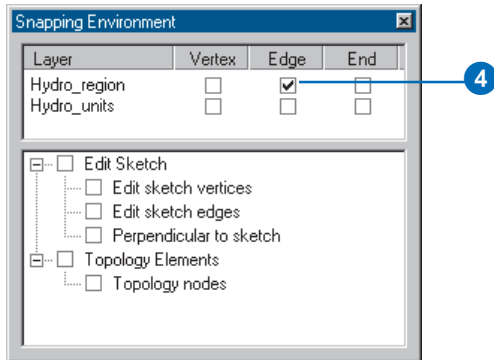 Snapping Environment
Layer Vertex Edge End
Hydro_region
Hydro_units
4
Edit Sketch
Edit sketch vertices
Edit sketch edges
Perpendicular to sketch
Topology Elements
Topology nodes